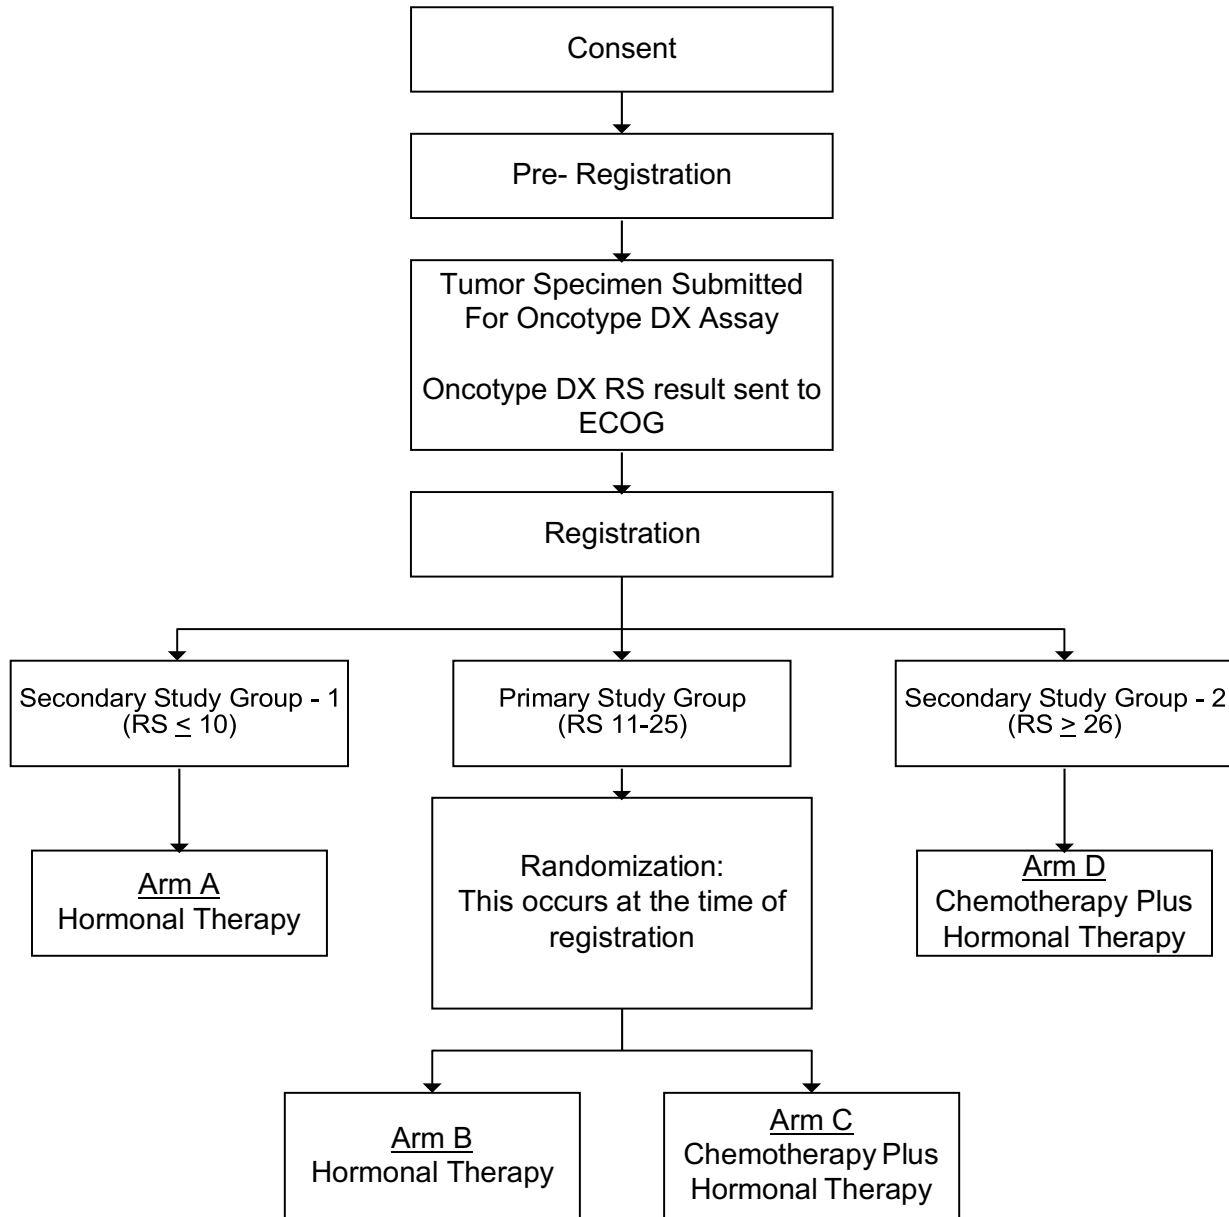 Consent
Pre- Registration
Tumor Specimen Submitted
For Oncotype DX Assay
Oncotype DX RS result sent to
ECOG
Registration
Secondary Study Group - 1
(RS ≤ 10)
Primary Study Group
(RS 11-25)
Secondary Study Group - 2
(RS ≥ 26)
Arm A
Hormonal Therapy
Randomization:
This occurs at the time of
registration
Arm D
Chemotherapy Plus
Hormonal Therapy
Arm B
Hormonal Therapy
Arm C
Chemotherapy Plus
Hormonal Therapy